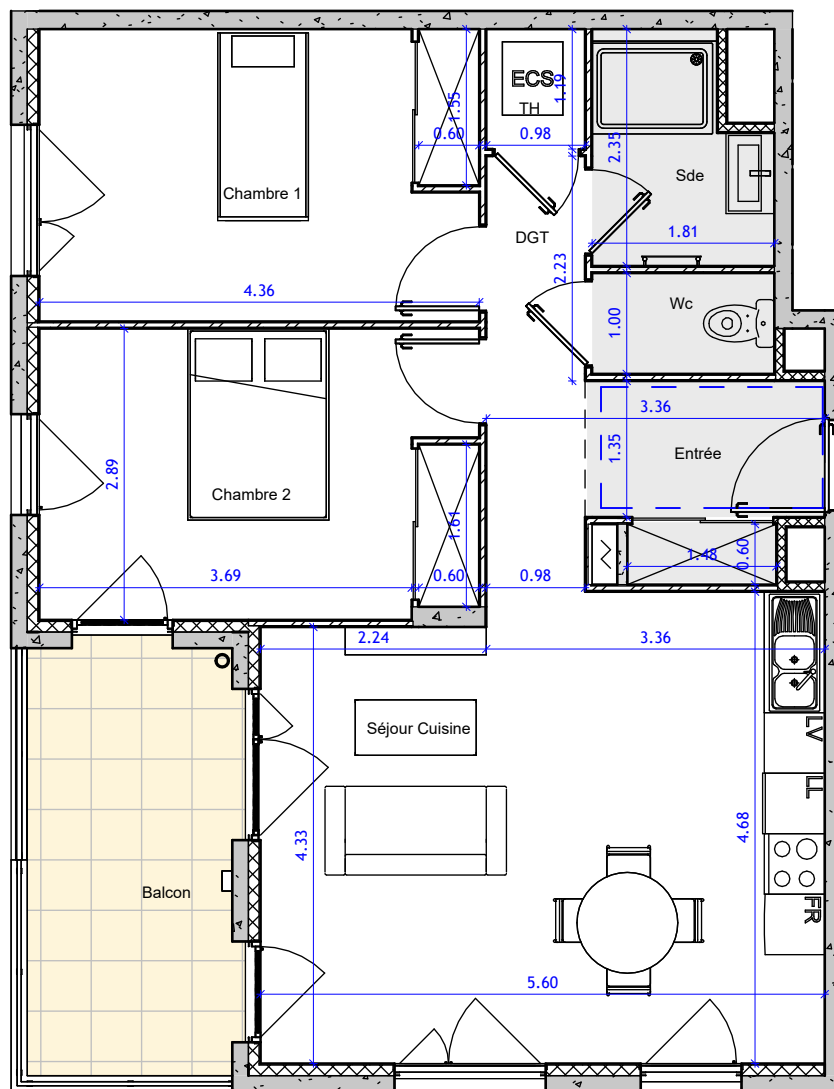 ECS
TH
1.19
1.55
0.60
0.98
2.35
Chambre 1
Sde
DGT
1.81
2.23
4.36
Wc
1.00
3.36
2.89
1.35
Entrée
Chambre 2
1.61
1.48
0.60
3.69
0.60
0.98
2.24
3.36
Séjour Cuisine
LV
LL
4.33
4.68
Balcon
FR
5.60